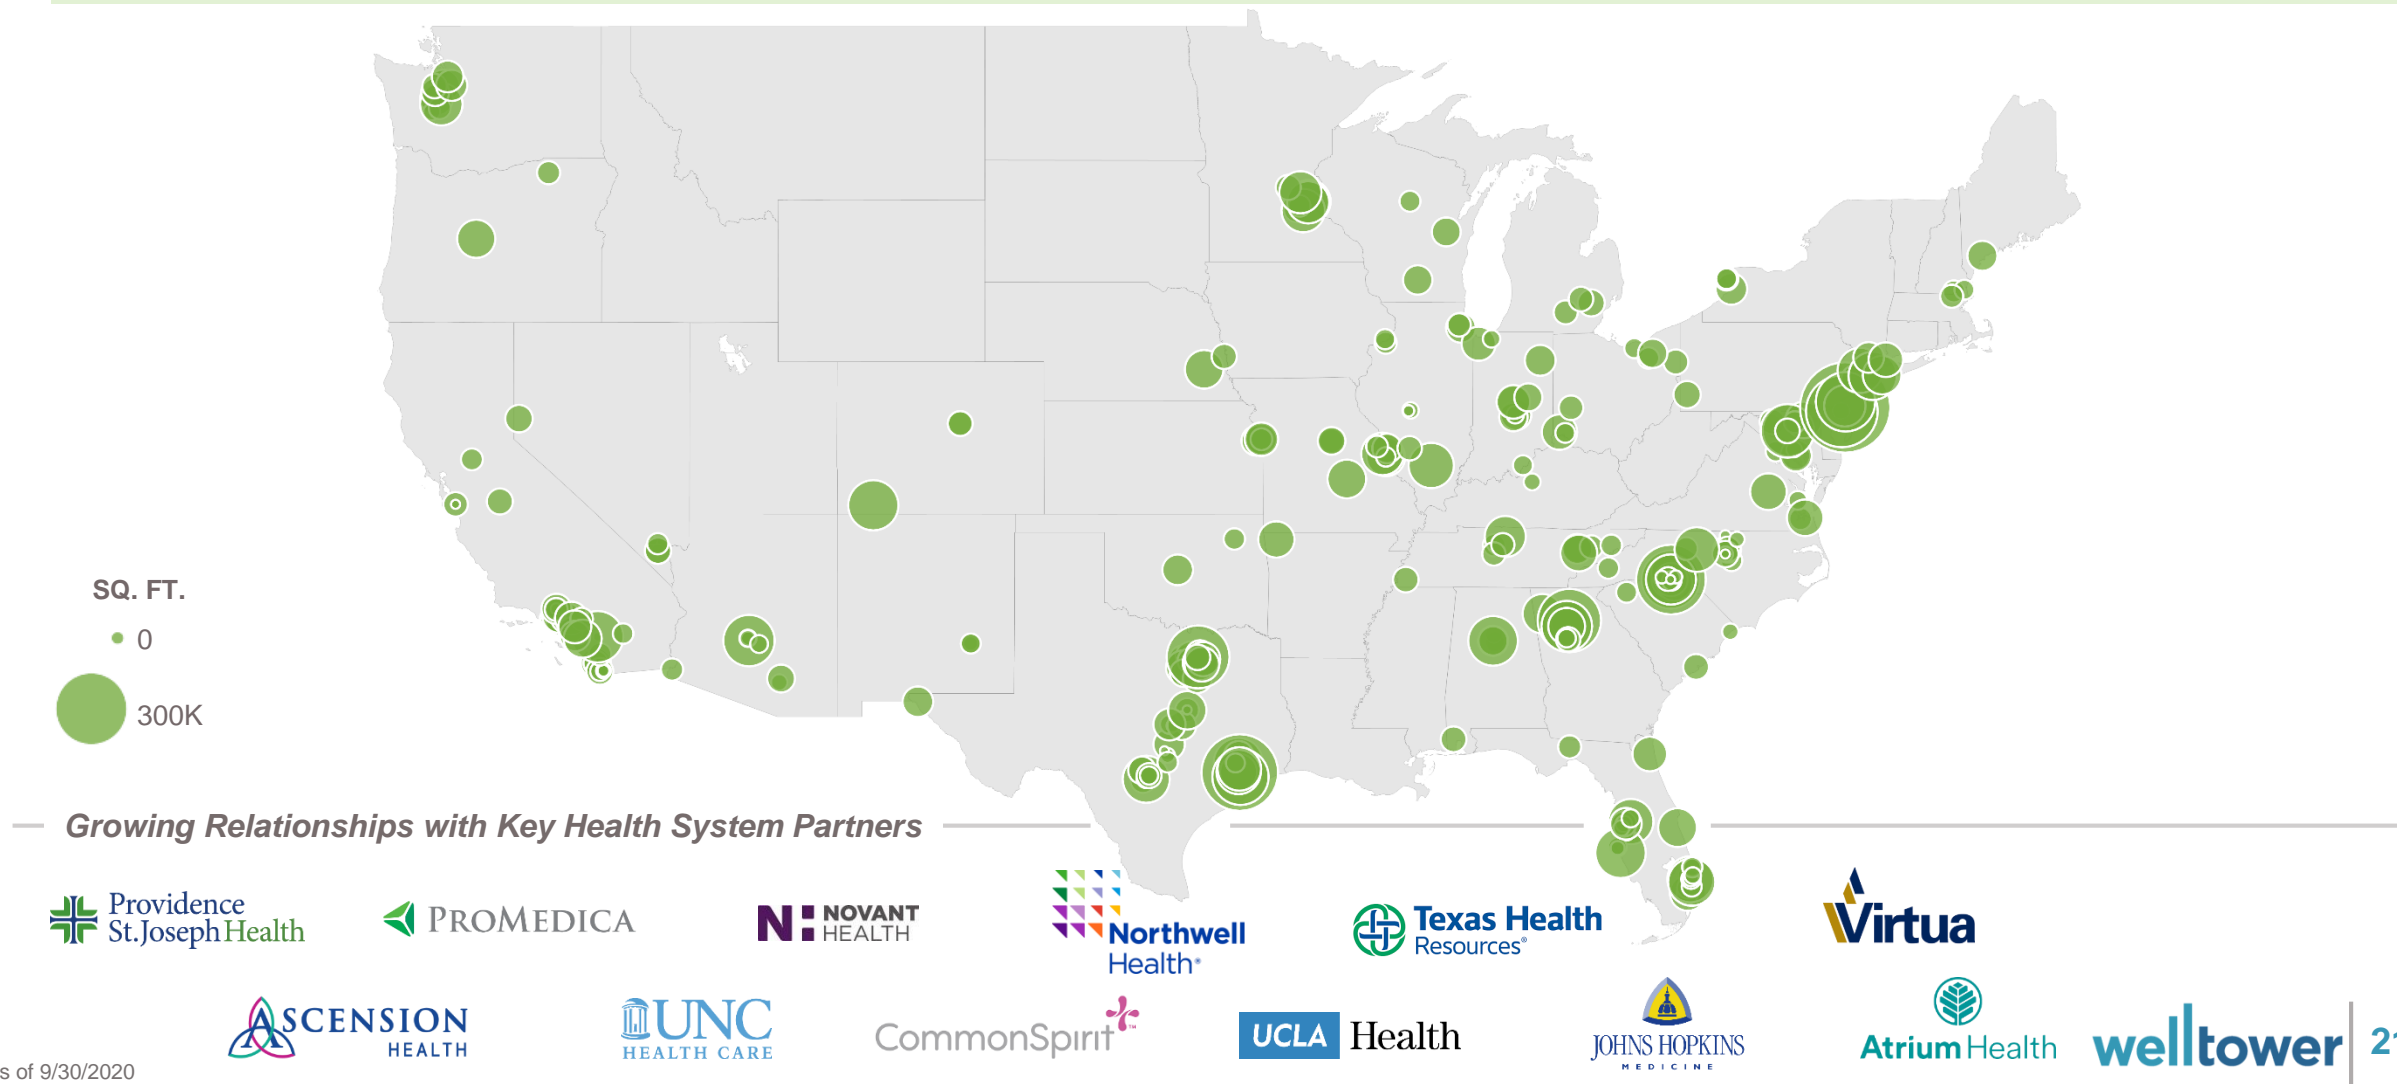 SQ. FT.
0
300K
Growing Relationships with Key Health System Partners
Providence
St.Joseph Health
PROMEDICA
NOVANT
HEALTH
Northwell
Health
Texas Health
Resources®
Virtua
ASCENSION
HEALTH
UNC
HEALTH CARE
CommonSpirit™
UCLA Health
JOHNS HOPKINS
MEDICINE
Atrium Health
welltower
s of 9/30/2020